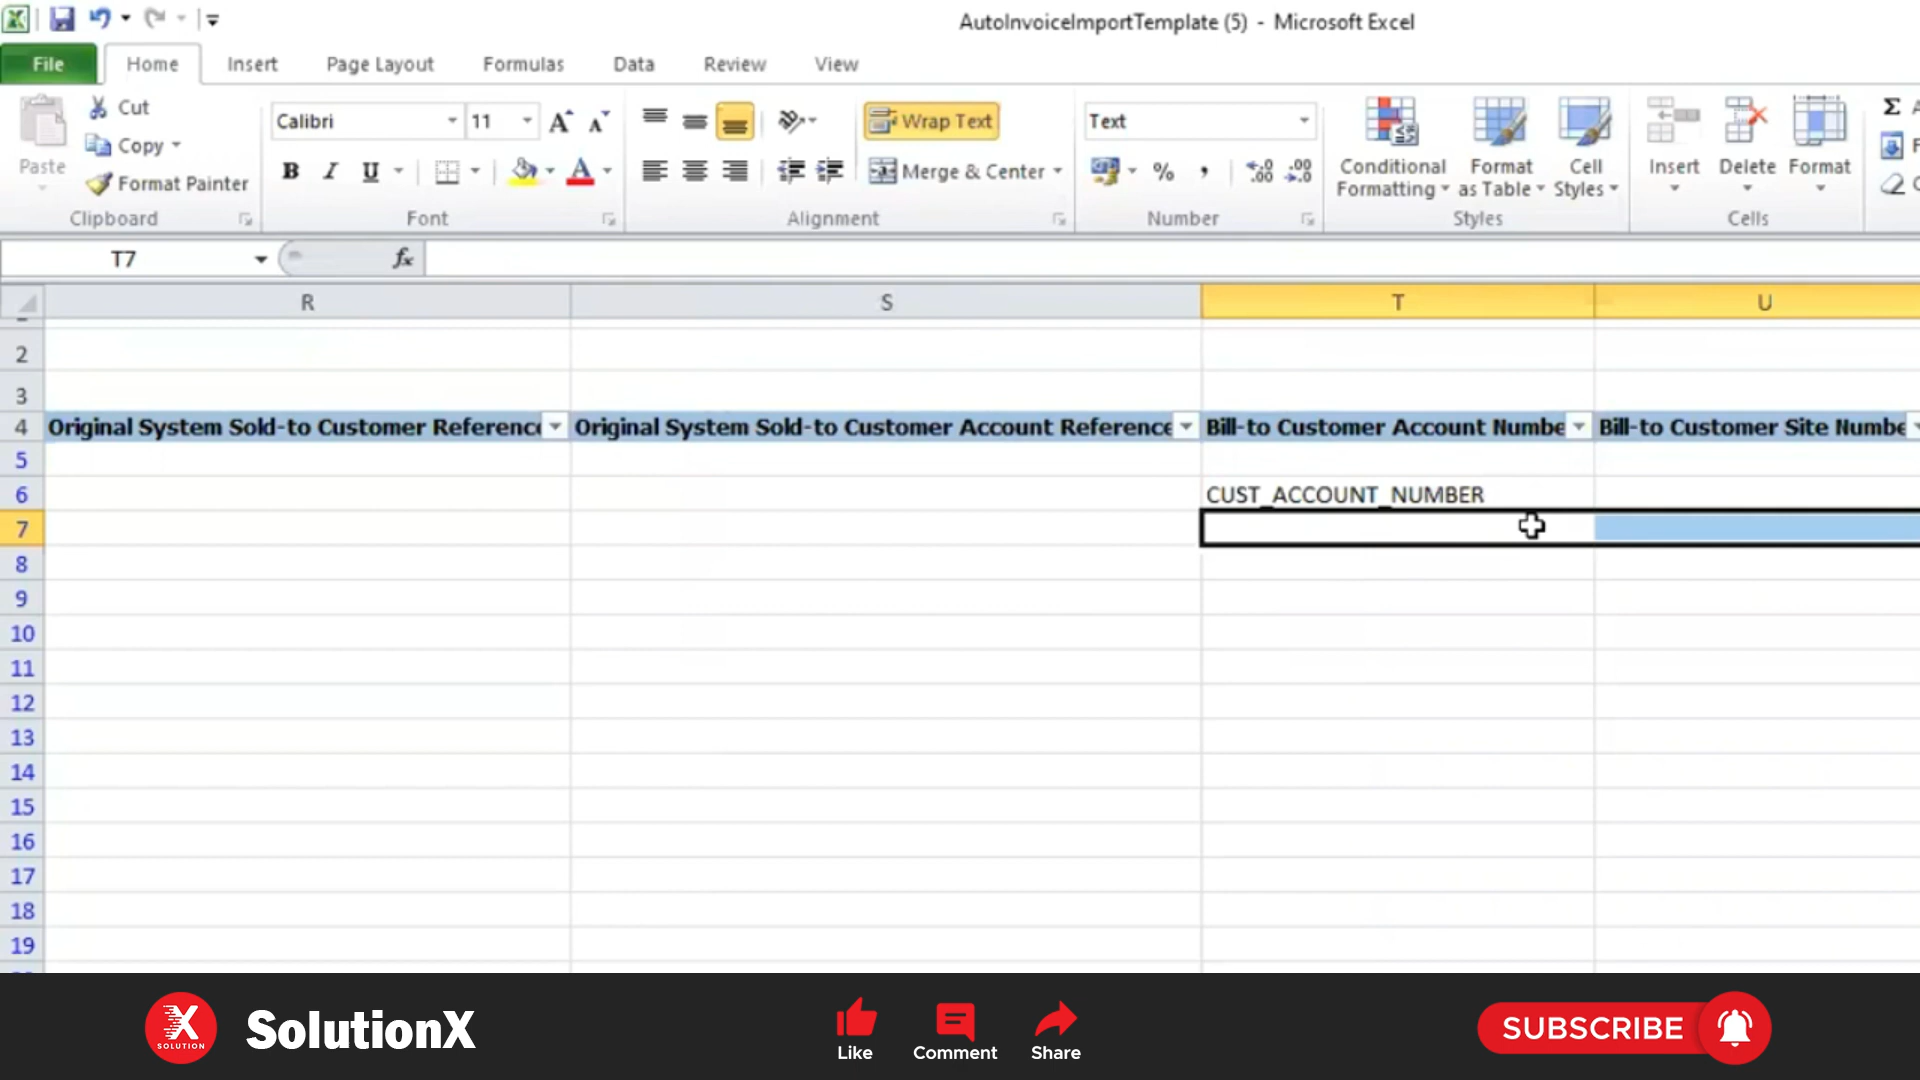 AutoInvoiceImportTemplate (5) - Microsoft Excel
File Home Insert Page Layout Formulas Data Review View
Paste
Cut
Copy
Format Painter
Clipboard
Calibri 11
B I U
Font
Wrap Text
Merge & Center
Alignment
Text
Number
Conditional Formatting
Format as Table
Cell Styles
Styles
Insert Delete Format
Cells
T7 fx
R S T U
2
3
4 Original System Sold-to Customer Reference Original System Sold-to Customer Account Reference Bill-to Customer Account Numbe Bill-to Customer Site Numbe
5
6 CUST_ACCOUNT_NUMBER
7
8
9
10
11
12
13
14
15
16
17
18
19
X SOLUTION
SolutionX
Like Comment Share
SUBSCRIBE